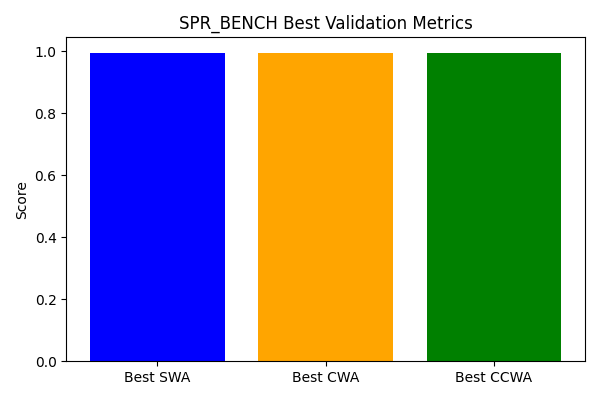 SPR_BENCH Best Validation Metrics
Score
1.0
0.8
0.6
0.4
0.2
0.0
Best SWA
Best CWA
Best CCWA